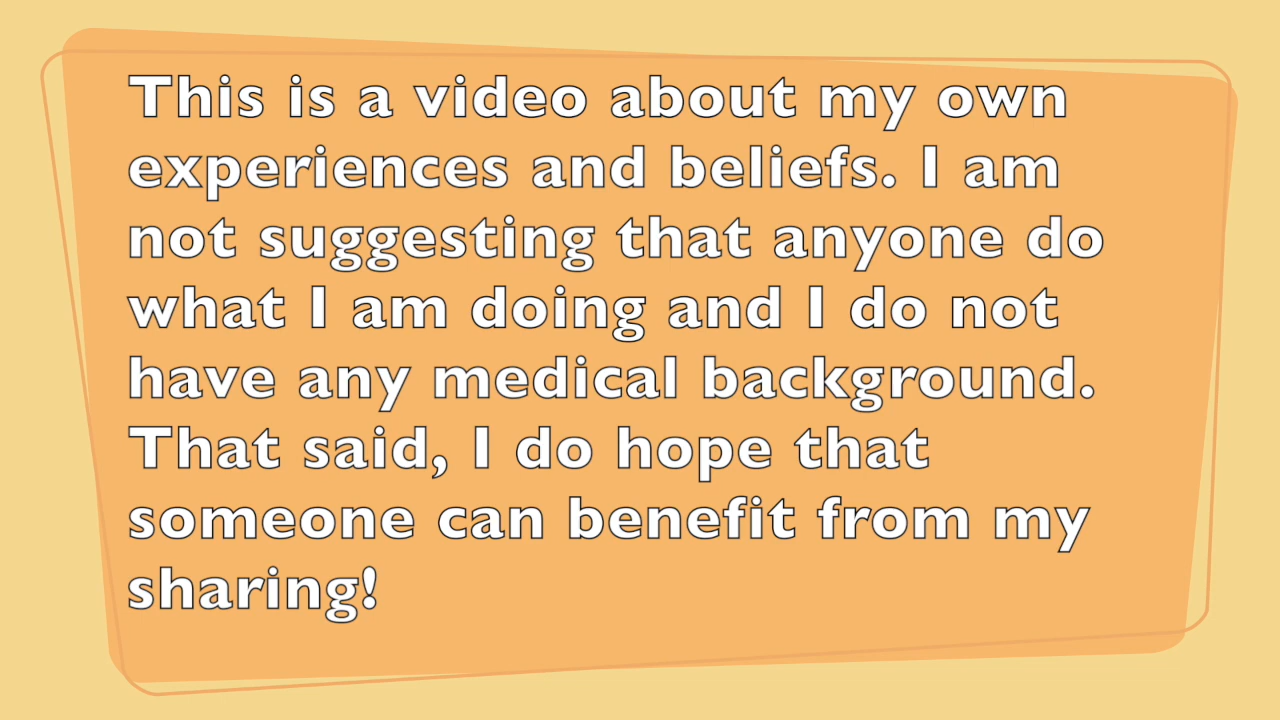 This is a video about my own
experiences and beliefs. I am
not suggesting that anyone do
what I am doing and I do not
have any medical background.
That said, I do hope that
someone can benefit from my
sharing!